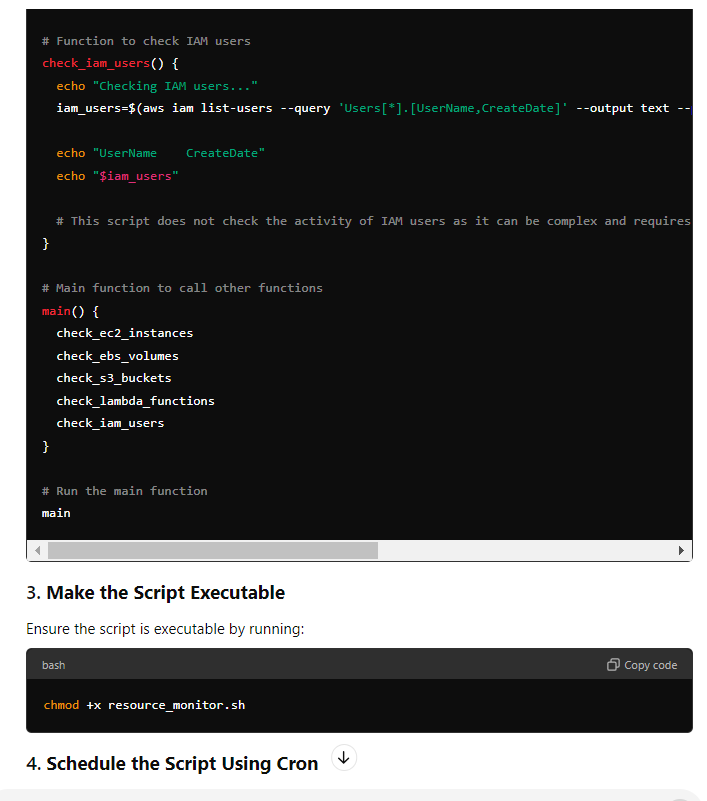 # Function to check IAM users
check_iam_users() {
  echo "Checking IAM users..."
  iam_users=$(aws iam list-users --query 'Users[*].[UserName,CreateDate]' --output text --
  echo "UserName    CreateDate"
  echo "$iam_users"
  # This script does not check the activity of IAM users as it can be complex and requires
}
# Main function to call other functions
main() {
  check_ec2_instances
  check_ebs_volumes
  check_s3_buckets
  check_lambda_functions
  check_iam_users
}
# Run the main function
main
3. Make the Script Executable
Ensure the script is executable by running:
bash Copy code
chmod +x resource_monitor.sh
4. Schedule the Script Using Cron